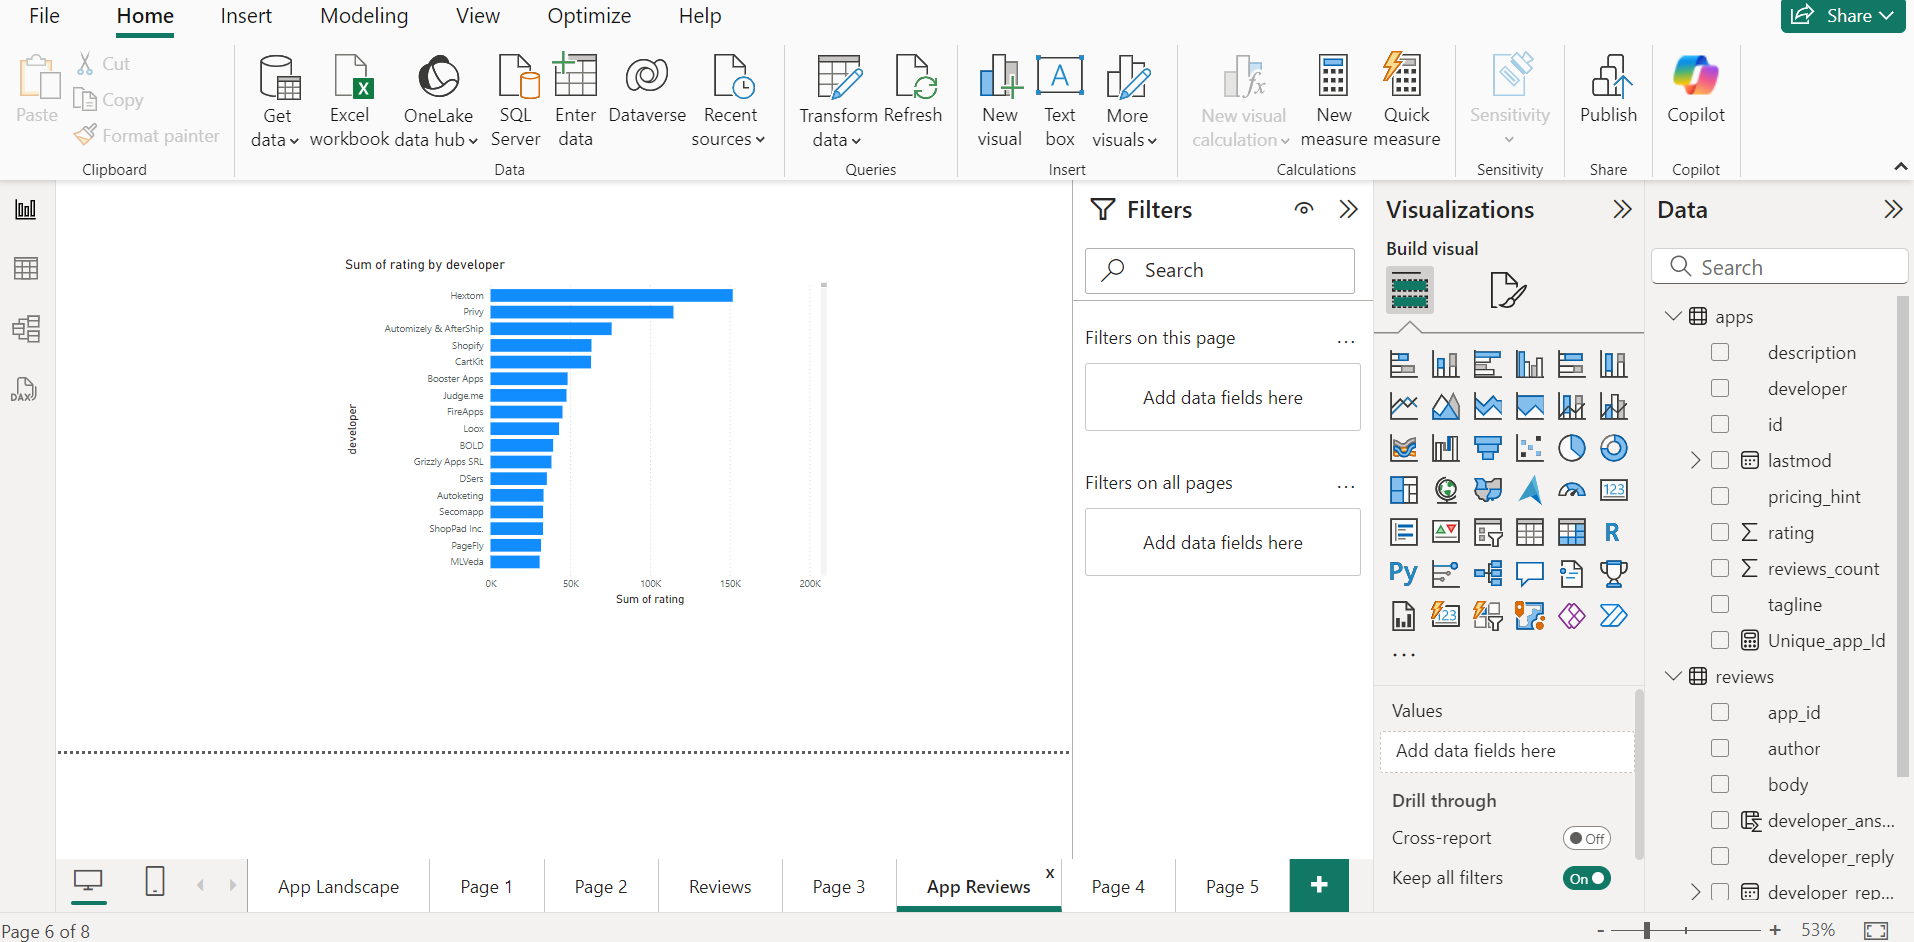 File Home Insert Modeling View Optimize Help Share
Paste
Cut
Copy
Format painter
Clipboard
Get data
Excel workbook
OneLake data hub
SQL Server
Enter data
Dataverse
Recent sources
Data
Transform data
Refresh
Queries
New visual
Text box
More visuals
Insert
New visual calculation
New measure
Quick measure
Calculations
Sensitivity
Sensitivity
Publish
Share
Copilot
Copilot
DAX
Sum of rating by developer
developer
Hextom
Privy
Automizely & AfterShip
Shopify
CartKit
Booster Apps
Judge.me
FireApps
Loox
BOLD
Grizzly Apps SRL
DSers
Autoketing
Secomapp
ShopPad Inc.
PageFly
MLVeda
0K 50K 100K 150K 200K
Sum of rating
Filters
Search
Filters on this page ...
Add data fields here
Filters on all pages ...
Add data fields here
Visualizations
Build visual
123
R
Py
123
...
Values
Add data fields here
Drill through
Cross-report Off
Keep all filters On
Data
Search
apps
description
developer
id
lastmod
pricing_hint
rating
reviews_count
tagline
Unique_app_Id
reviews
app_id
author
body
developer_ans...
developer_reply
developer_rep...
App Landscape Page 1 Page 2 Reviews Page 3 App Reviews x Page 4 Page 5 +
Page 6 of 8
- + 53%